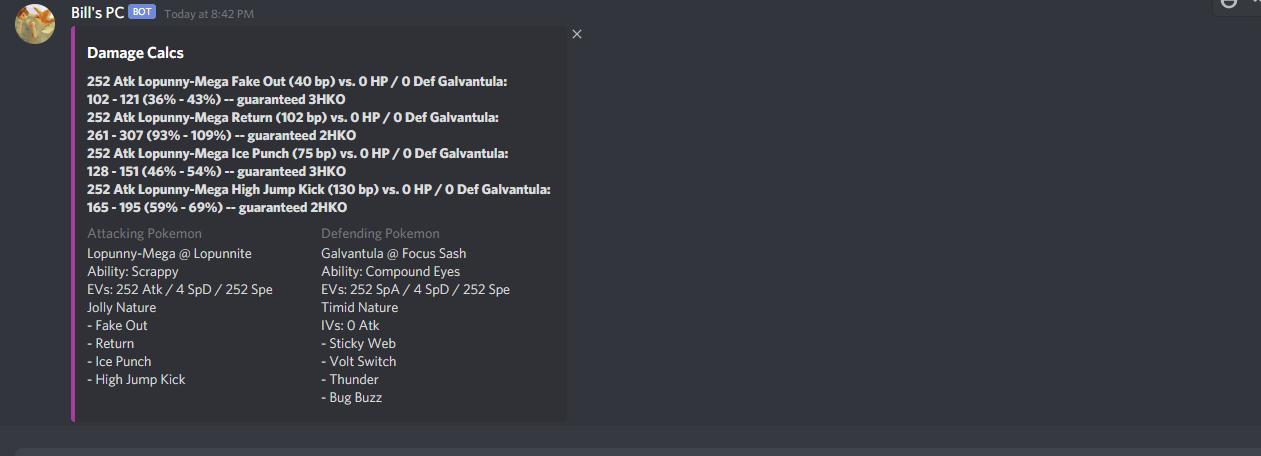 Bill's PC BOT Today at 8:42 PM
Damage Calcs
252 Atk Lopunny-Mega Fake Out (40 bp) vs. 0 HP / 0 Def Galvantula:
102 - 121 (36% - 43%) -- guaranteed 3HKO
252 Atk Lopunny-Mega Return (102 bp) vs. 0 HP / 0 Def Galvantula:
261 - 307 (93% - 109%) -- guaranteed 2HKO
252 Atk Lopunny-Mega Ice Punch (75 bp) vs. 0 HP / 0 Def Galvantula:
128 - 151 (46% - 54%) -- guaranteed 3HKO
252 Atk Lopunny-Mega High Jump Kick (130 bp) vs. 0 HP / 0 Def Galvantula:
165 - 195 (59% - 69%) -- guaranteed 2HKO
Attacking Pokemon
Lopunny-Mega @ Lopunnite
Ability: Scrappy
EVs: 252 Atk / 4 SpD / 252 Spe
Jolly Nature
- Fake Out
- Return
- Ice Punch
- High Jump Kick
Defending Pokemon
Galvantula @ Focus Sash
Ability: Compound Eyes
EVs: 252 SpA / 4 SpD / 252 Spe
Timid Nature
IVs: 0 Atk
- Sticky Web
- Volt Switch
- Thunder
- Bug Buzz